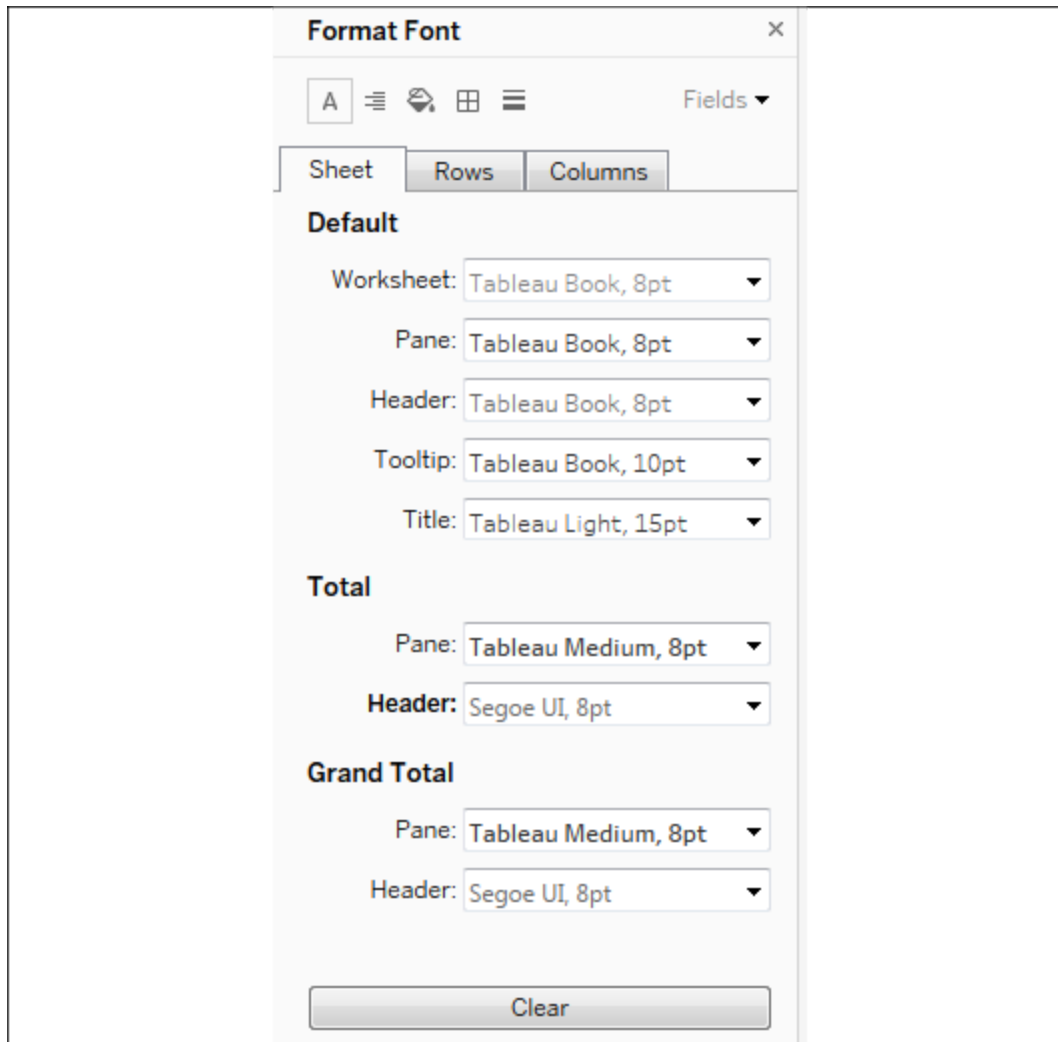 Format Font ×
A Fields
Sheet Rows Columns
Default
Worksheet: Tableau Book, 8pt
Pane: Tableau Book, 8pt
Header: Tableau Book, 8pt
Tooltip: Tableau Book, 10pt
Title: Tableau Light, 15pt
Total
Pane: Tableau Medium, 8pt
Header: Segoe UI, 8pt
Grand Total
Pane: Tableau Medium, 8pt
Header: Segoe UI, 8pt
Clear